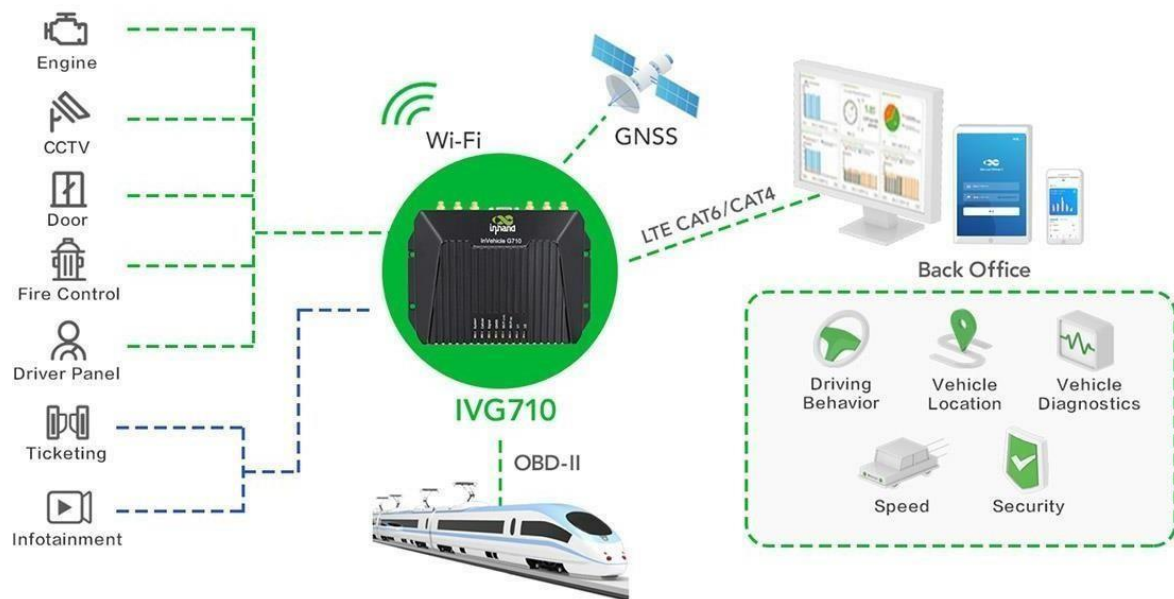 Engine
CCTV
Door
Fire Control
Driver Panel
Ticketing
Infotainment
Wi-Fi
GNSS
inhand
InVehicle G710
IVG710
OBD-II
LTE CAT6/CAT4
Back Office
Driving
Behavior
Vehicle
Location
Vehicle
Diagnostics
Speed
Security